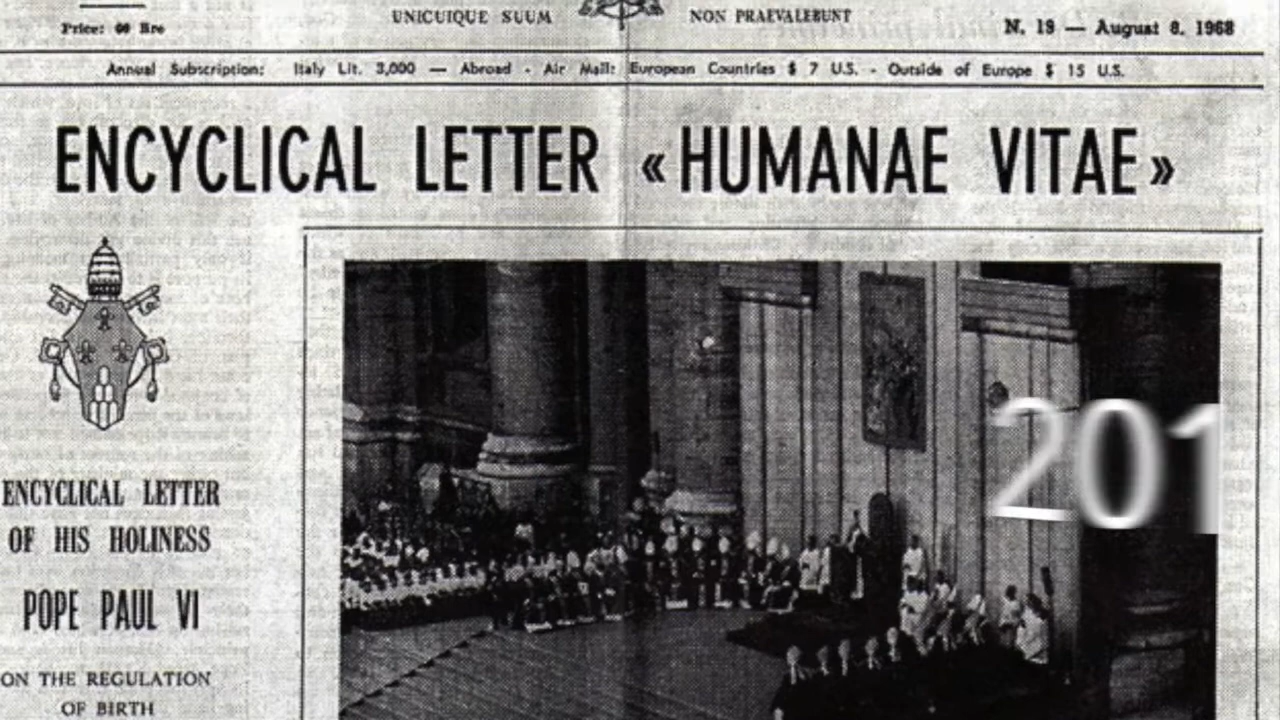 UNICUIQUE SUUM NON PRAEVALEBUNT
Price: 60 lire N. 19 — August 8. 1968
Annual Subscription: Italy Lit. 3,000 — Abroad - Air Mail: European Countries $ 7 U.S. - Outside of Europe $ 15 U.S.
ENCYCLICAL LETTER «HUMANAE VITAE»
ENCYCLICAL LETTER
OF HIS HOLINESS
POPE PAUL VI
ON THE REGULATION
OF BIRTH
201